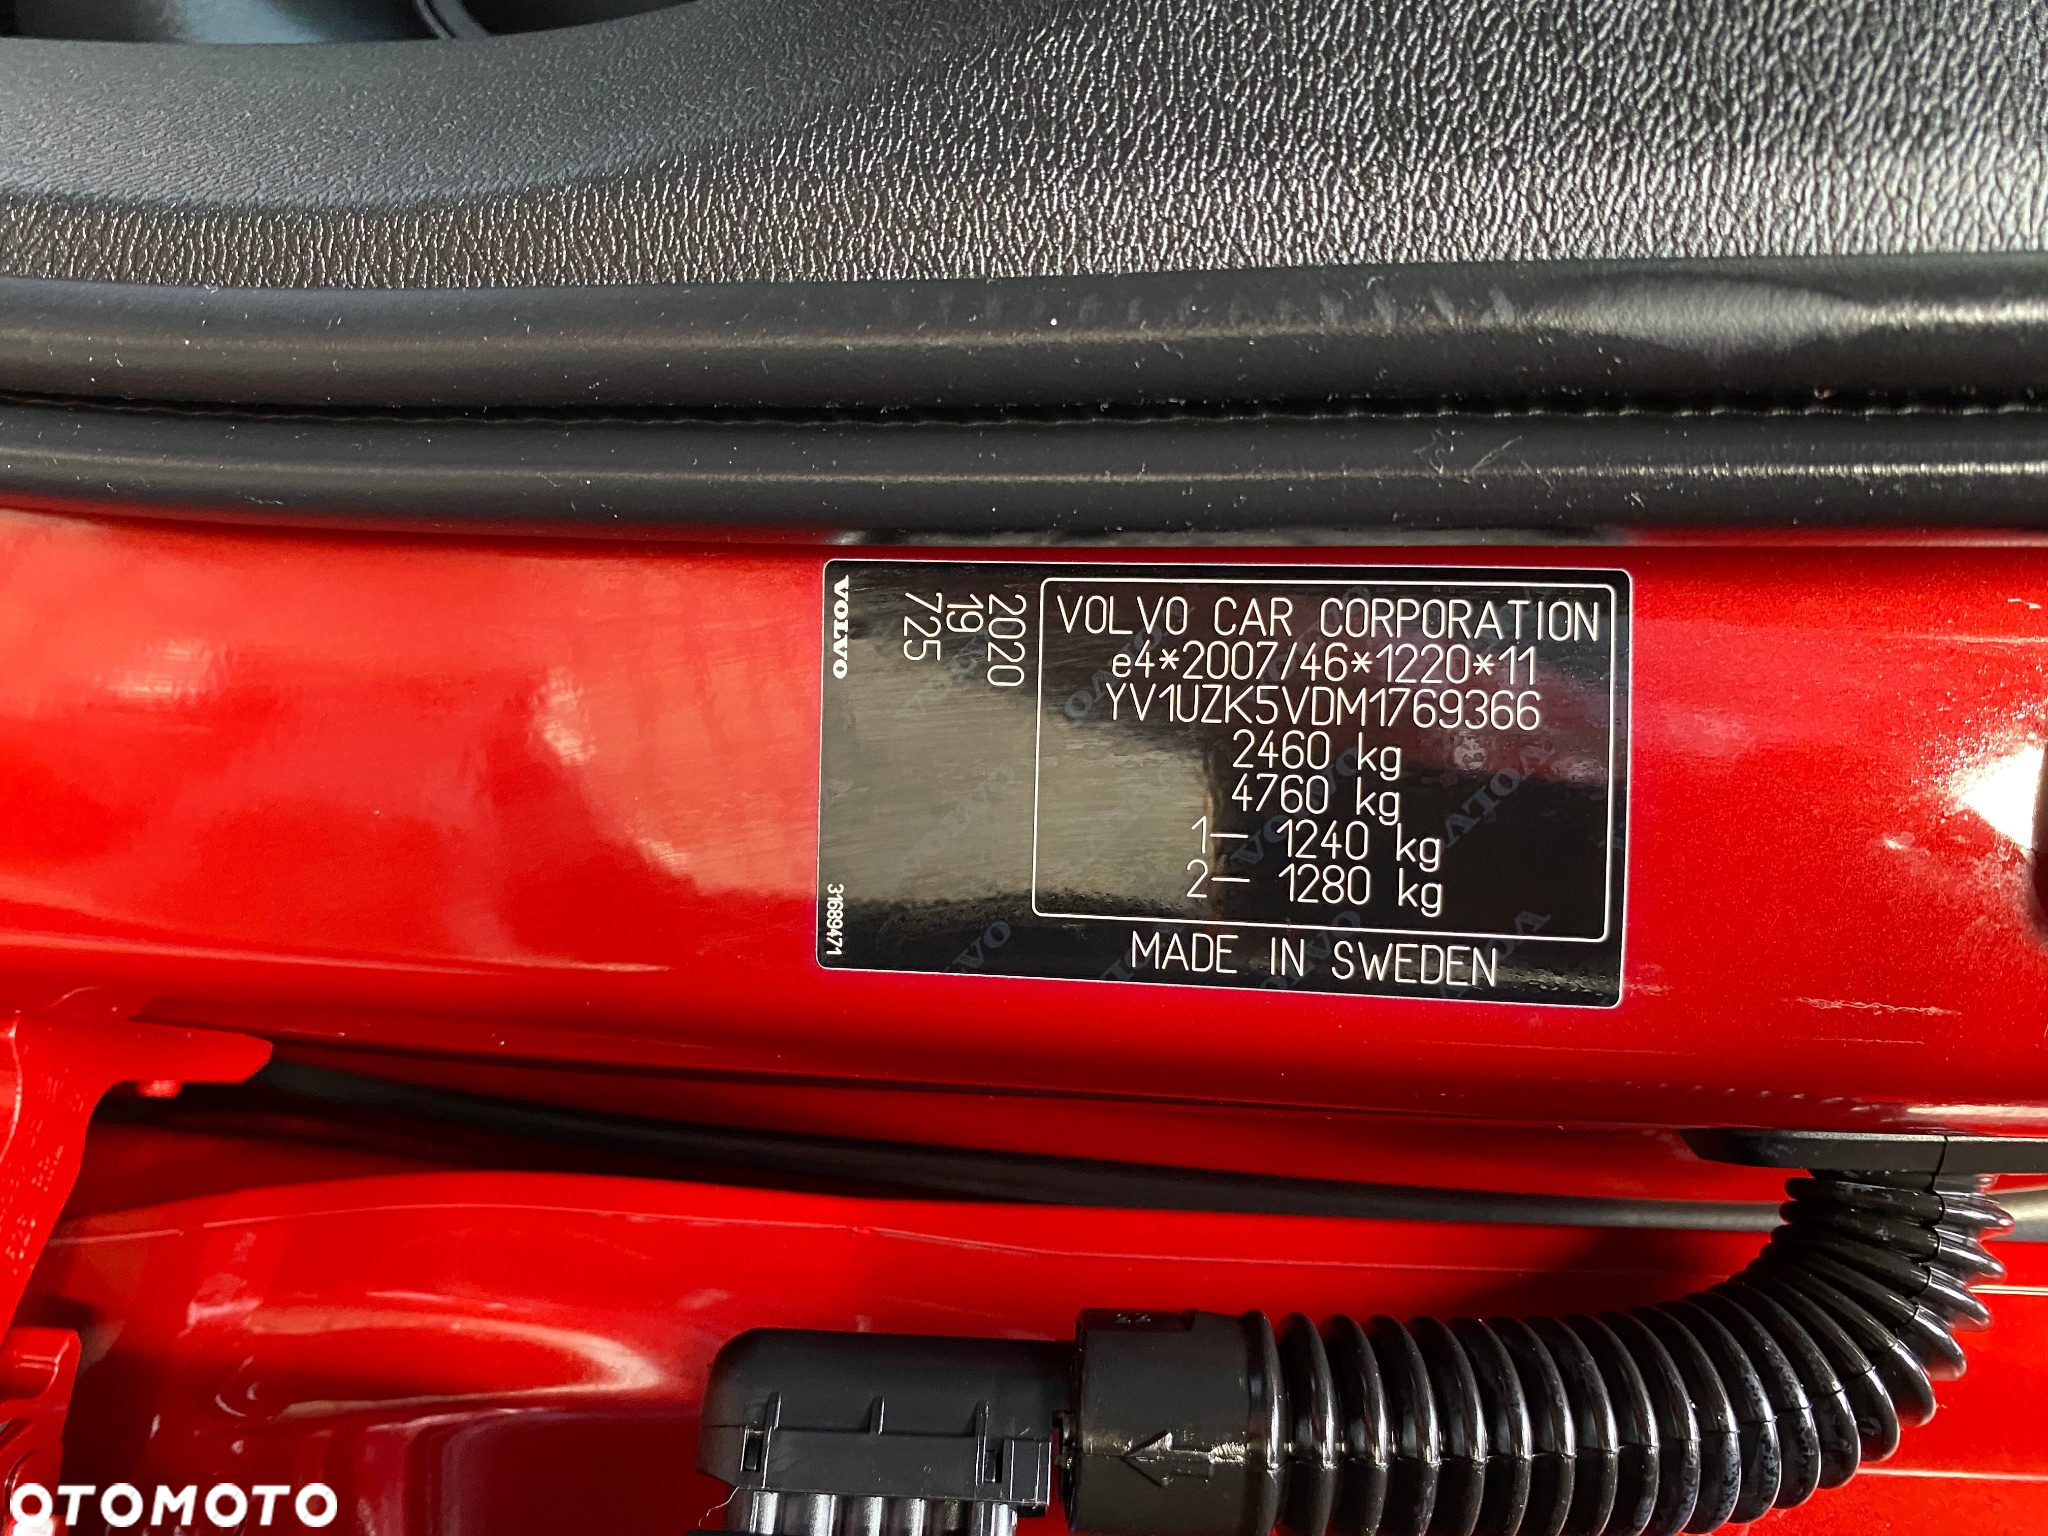 VOLVO CAR CORPORATION
e4*2007/46*1220*11
YV1UZK5VDM1769366
2460 kg
4760 kg
1— 1240 kg
2— 1280 kg
MADE IN SWEDEN
2020
19
725
VOLVO
31689471
OTOMOTO